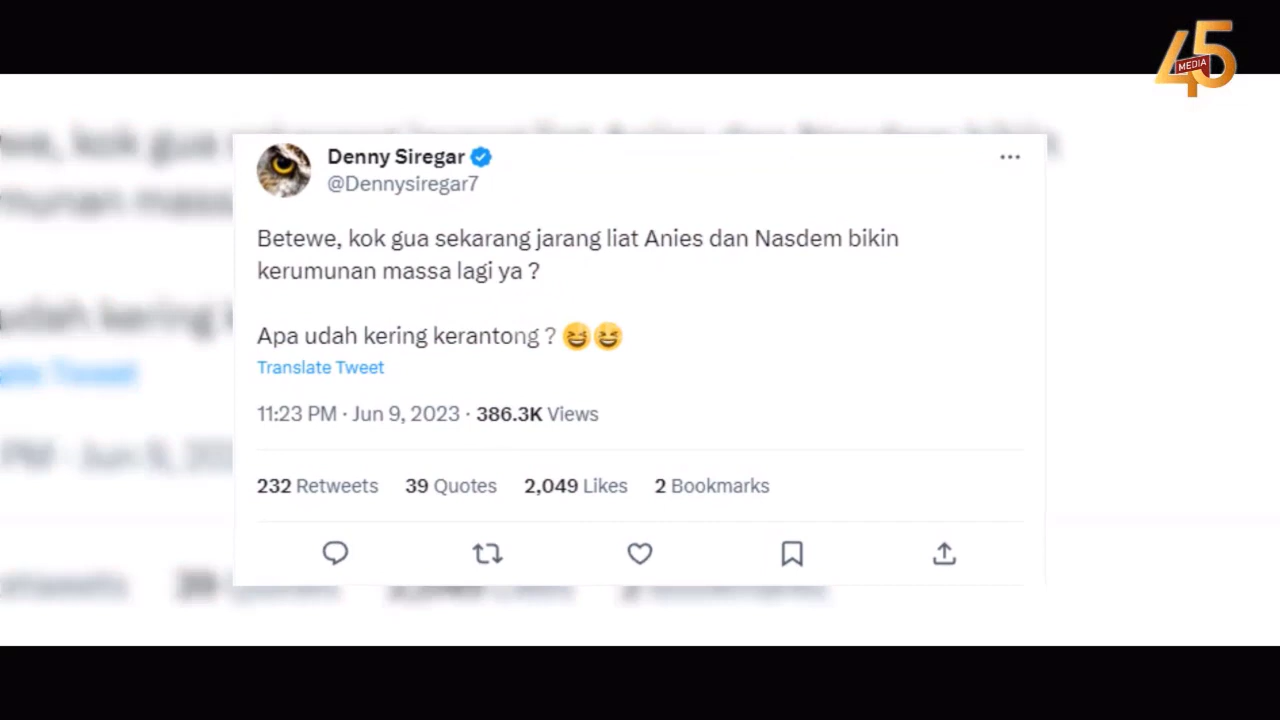 45
MEDIA
Denny Siregar
@Dennysiregar7
Betewe, kok gua sekarang jarang liat Anies dan Nasdem bikin
kerumunan massa lagi ya ?
Apa udah kering kerantong ? 😆😆
Translate Tweet
11:23 PM · Jun 9, 2023 · 386.3K Views
232 Retweets 39 Quotes 2,049 Likes 2 Bookmarks